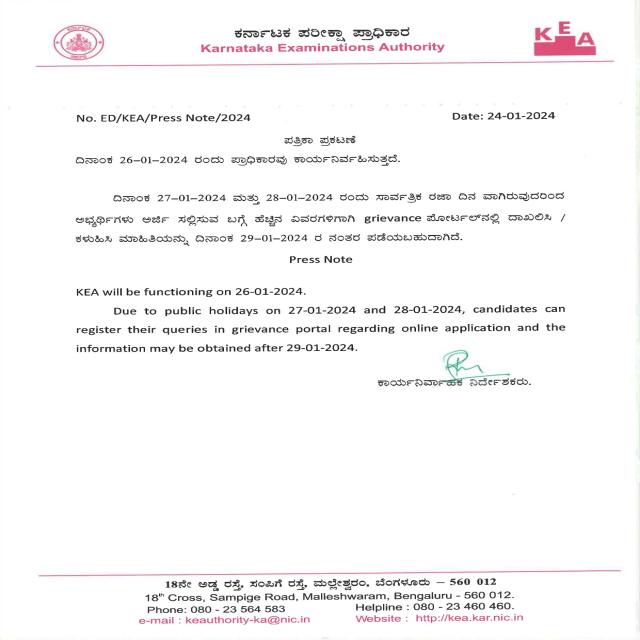 ಕರ್ನಾಟಕ ಪರೀಕ್ಷಾ ಪ್ರಾಧಿಕಾರ
Karnataka Examinations Authority
KEA
No. ED/KEA/Press Note/2024 Date: 24-01-2024
ಪತ್ರಿಕಾ ಪ್ರಕಟಣೆ
ದಿನಾಂಕ 26-01-2024 ರಂದು ಪ್ರಾಧಿಕಾರವು ಕಾರ್ಯನಿರ್ವಹಿಸುತ್ತದೆ.
ದಿನಾಂಕ 27-01-2024 ಮತ್ತು 28-01-2024 ರಂದು ಸಾರ್ವತ್ರಿಕ ರಜಾ ದಿನ ವಾಗಿರುವುದರಿಂದ
ಅಭ್ಯರ್ಥಿಗಳು ಅರ್ಜಿ ಸಲ್ಲಿಸುವ ಬಗ್ಗೆ ಹೆಚ್ಚಿನ ವಿವರಗಳಿಗಾಗಿ grievance ಪೋರ್ಟಲ್‌ನಲ್ಲಿ ದಾಖಲಿಸಿ /
ಕಳುಹಿಸಿ ಮಾಹಿತಿಯನ್ನು ದಿನಾಂಕ 29-01-2024 ರ ನಂತರ ಪಡೆಯಬಹುದಾಗಿದೆ.
Press Note
KEA will be functioning on 26-01-2024.
Due to public holidays on 27-01-2024 and 28-01-2024, candidates can
register their queries in grievance portal regarding online application and the
information may be obtained after 29-01-2024.
ಕಾರ್ಯನಿರ್ವಾಹಕ ನಿರ್ದೇಶಕರು.
18ನೇ ಅಡ್ಡ ರಸ್ತೆ, ಸಂಪಿಗೆ ರಸ್ತೆ, ಮಲ್ಲೇಶ್ವರಂ, ಬೆಂಗಳೂರು – 560 012
18th Cross, Sampige Road, Malleshwaram, Bengaluru - 560 012.
Phone: 080 - 23 564 583 Helpline : 080 - 23 460 460.
e-mail : keauthority-ka@nic.in Website : http://kea.kar.nic.in